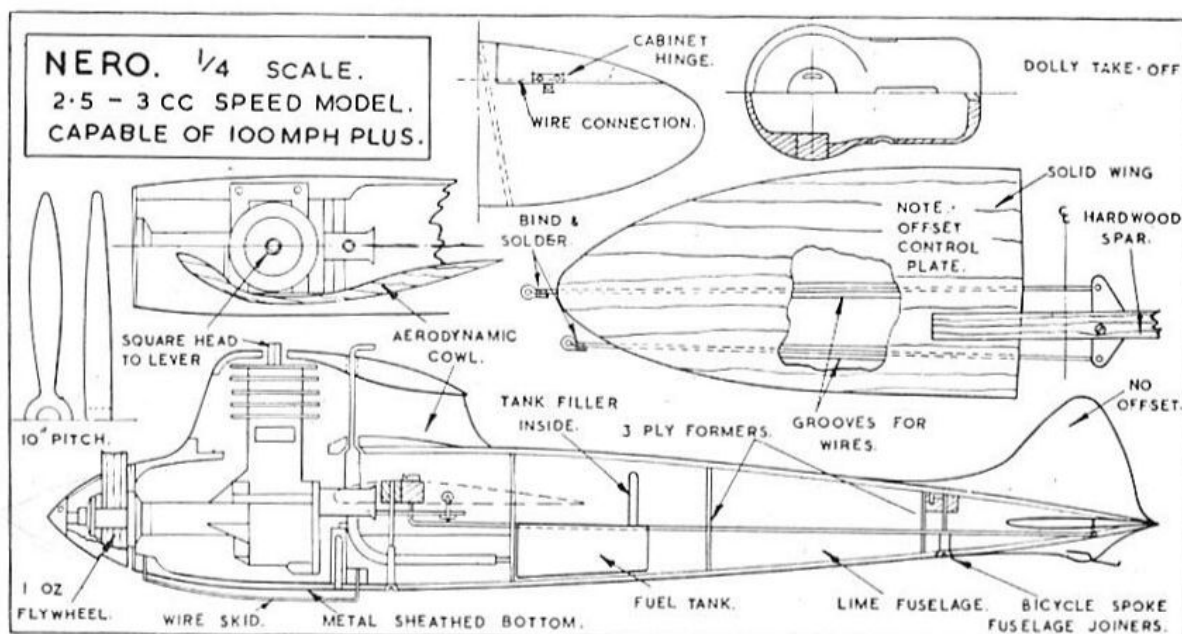 NERO. 1/4 SCALE.
2·5 – 3 CC SPEED MODEL.
CAPABLE OF 100 MPH PLUS.
CABINET
HINGE.
WIRE CONNECTION.
DOLLY TAKE-OFF
SOLID WING
NOTE.-
OFFSET
CONTROL
PLATE.
℄ HARDWOOD
SPAR.
BIND &
SOLDER.
SQUARE HEAD
TO LEVER
AERODYNAMIC
COWL.
GROOVES FOR
WIRES.
NO
OFFSET.
10" PITCH.
TANK FILLER
INSIDE.
3 PLY FORMERS.
1 OZ
FLYWHEEL.
WIRE SKID.
METAL SHEATHED BOTTOM.
FUEL TANK.
LIME FUSELAGE.
BICYCLE SPOKE
FUSELAGE JOINERS.